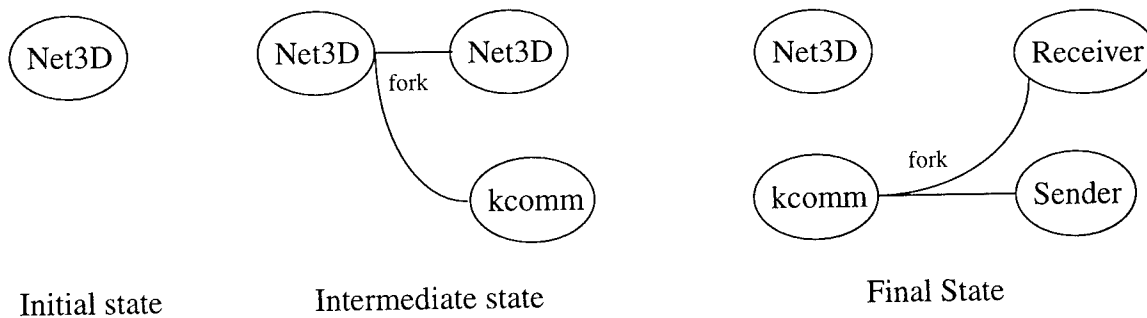 Net3D
Net3D
Net3D
fork
kcomm
Net3D
Receiver
fork
kcomm
Sender
Initial state
Intermediate state
Final State